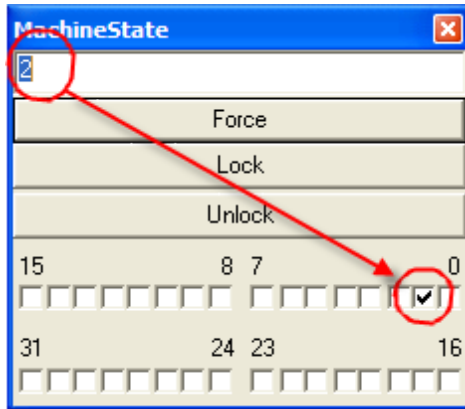 MachineState
2
Force
Lock
Unlock
15 8 7 0
31 24 23 16